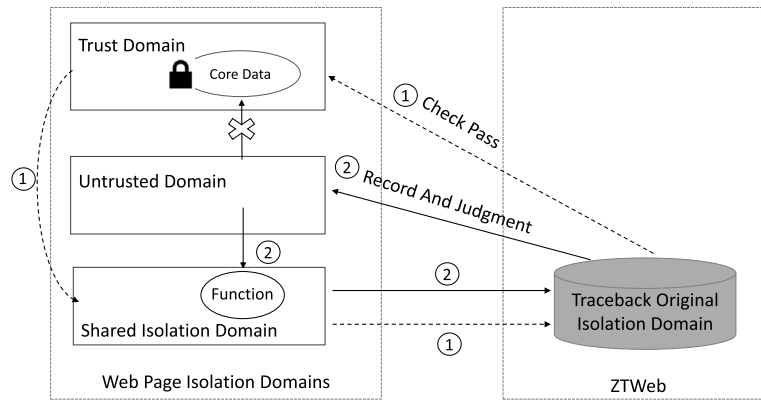 Trust Domain
Core Data
① Check Pass
①
② Record And Judgment
Untrusted Domain
②
Function
②
Traceback Original
Isolation Domain
Shared Isolation Domain
①
Web Page Isolation Domains
ZTWeb